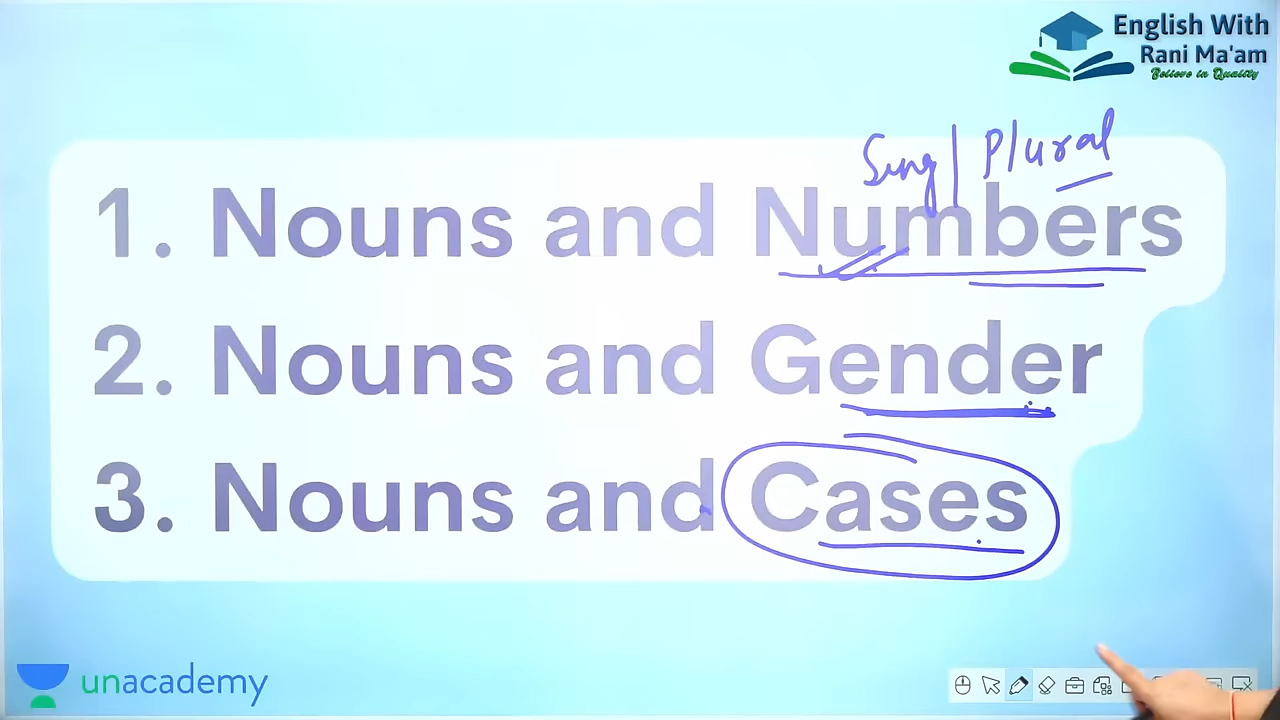 English With
Rani Ma'am
Believe in Quality
Sing/Plural
1. Nouns and Numbers
2. Nouns and Gender
3. Nouns and Cases
unacademy